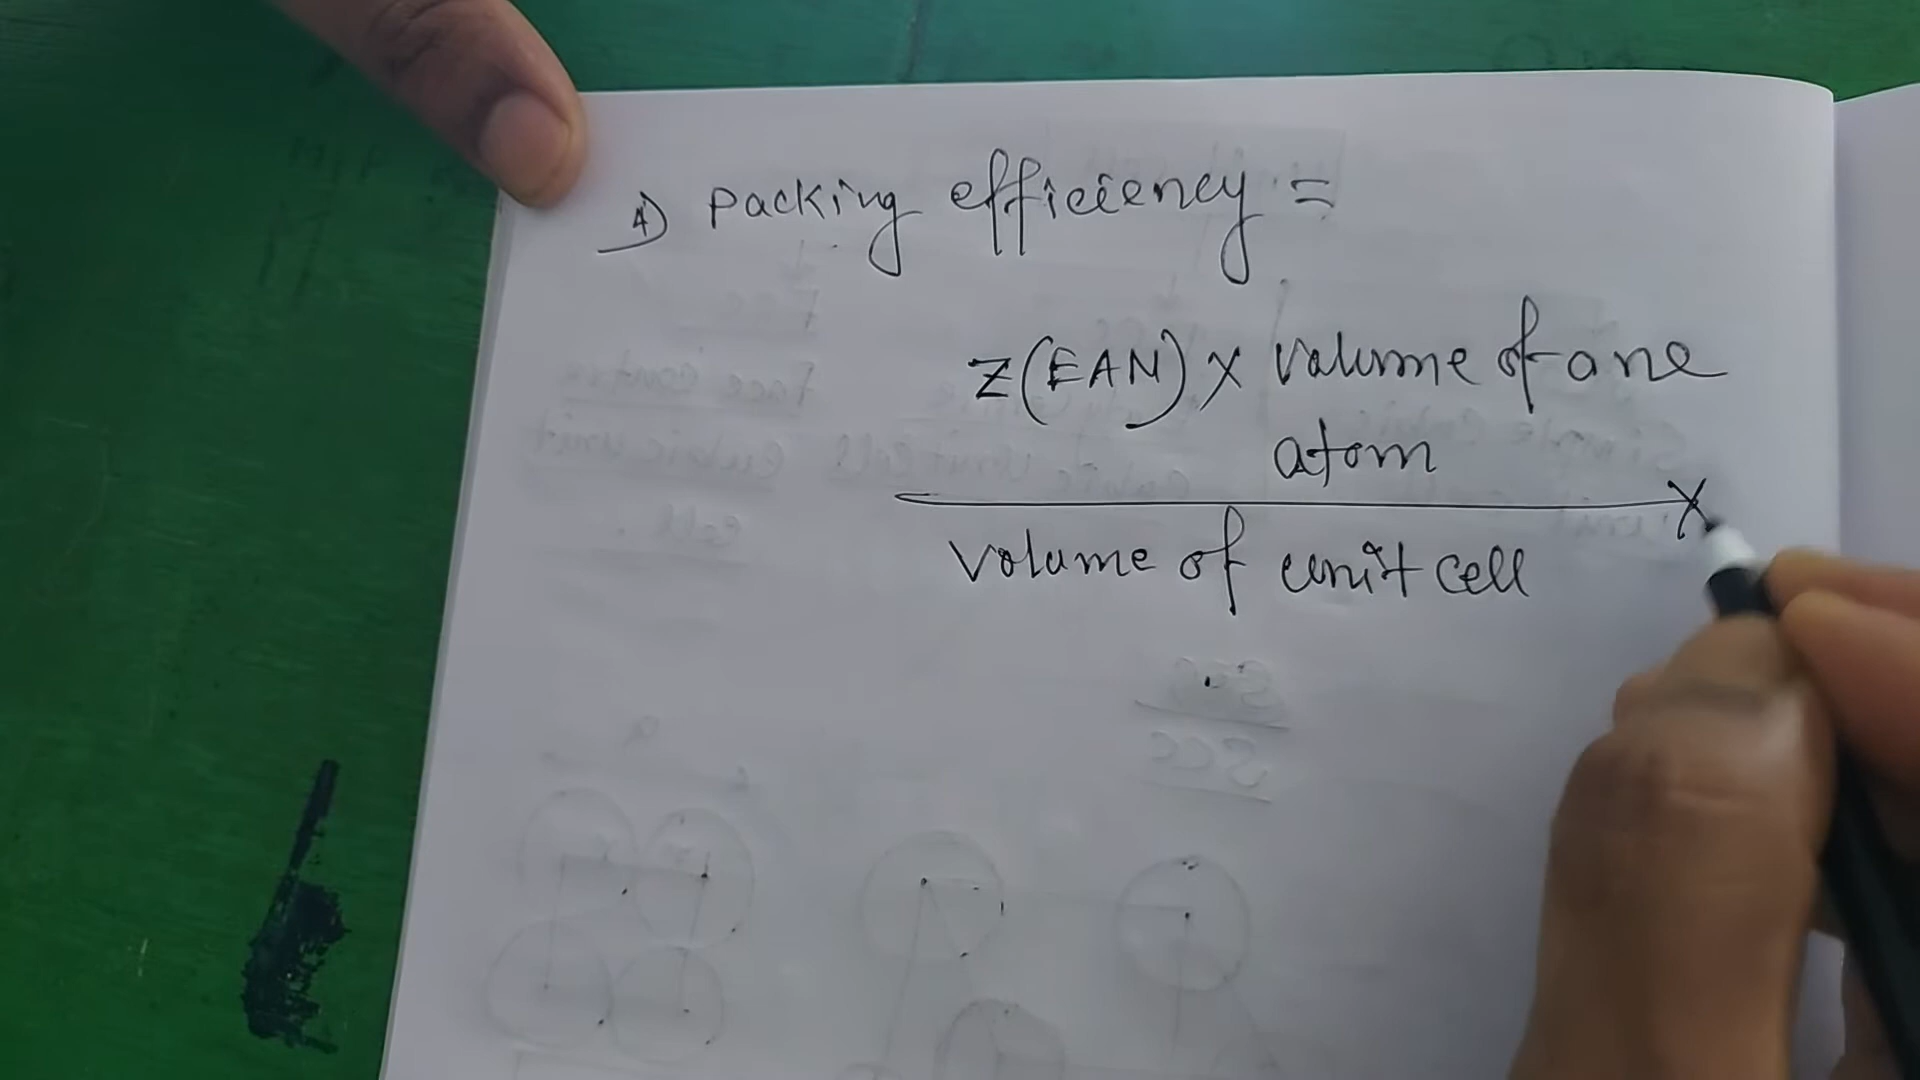 4) Packing efficiency =
Z(EAN) X Volume of one
atom
X
Volume of unit cell